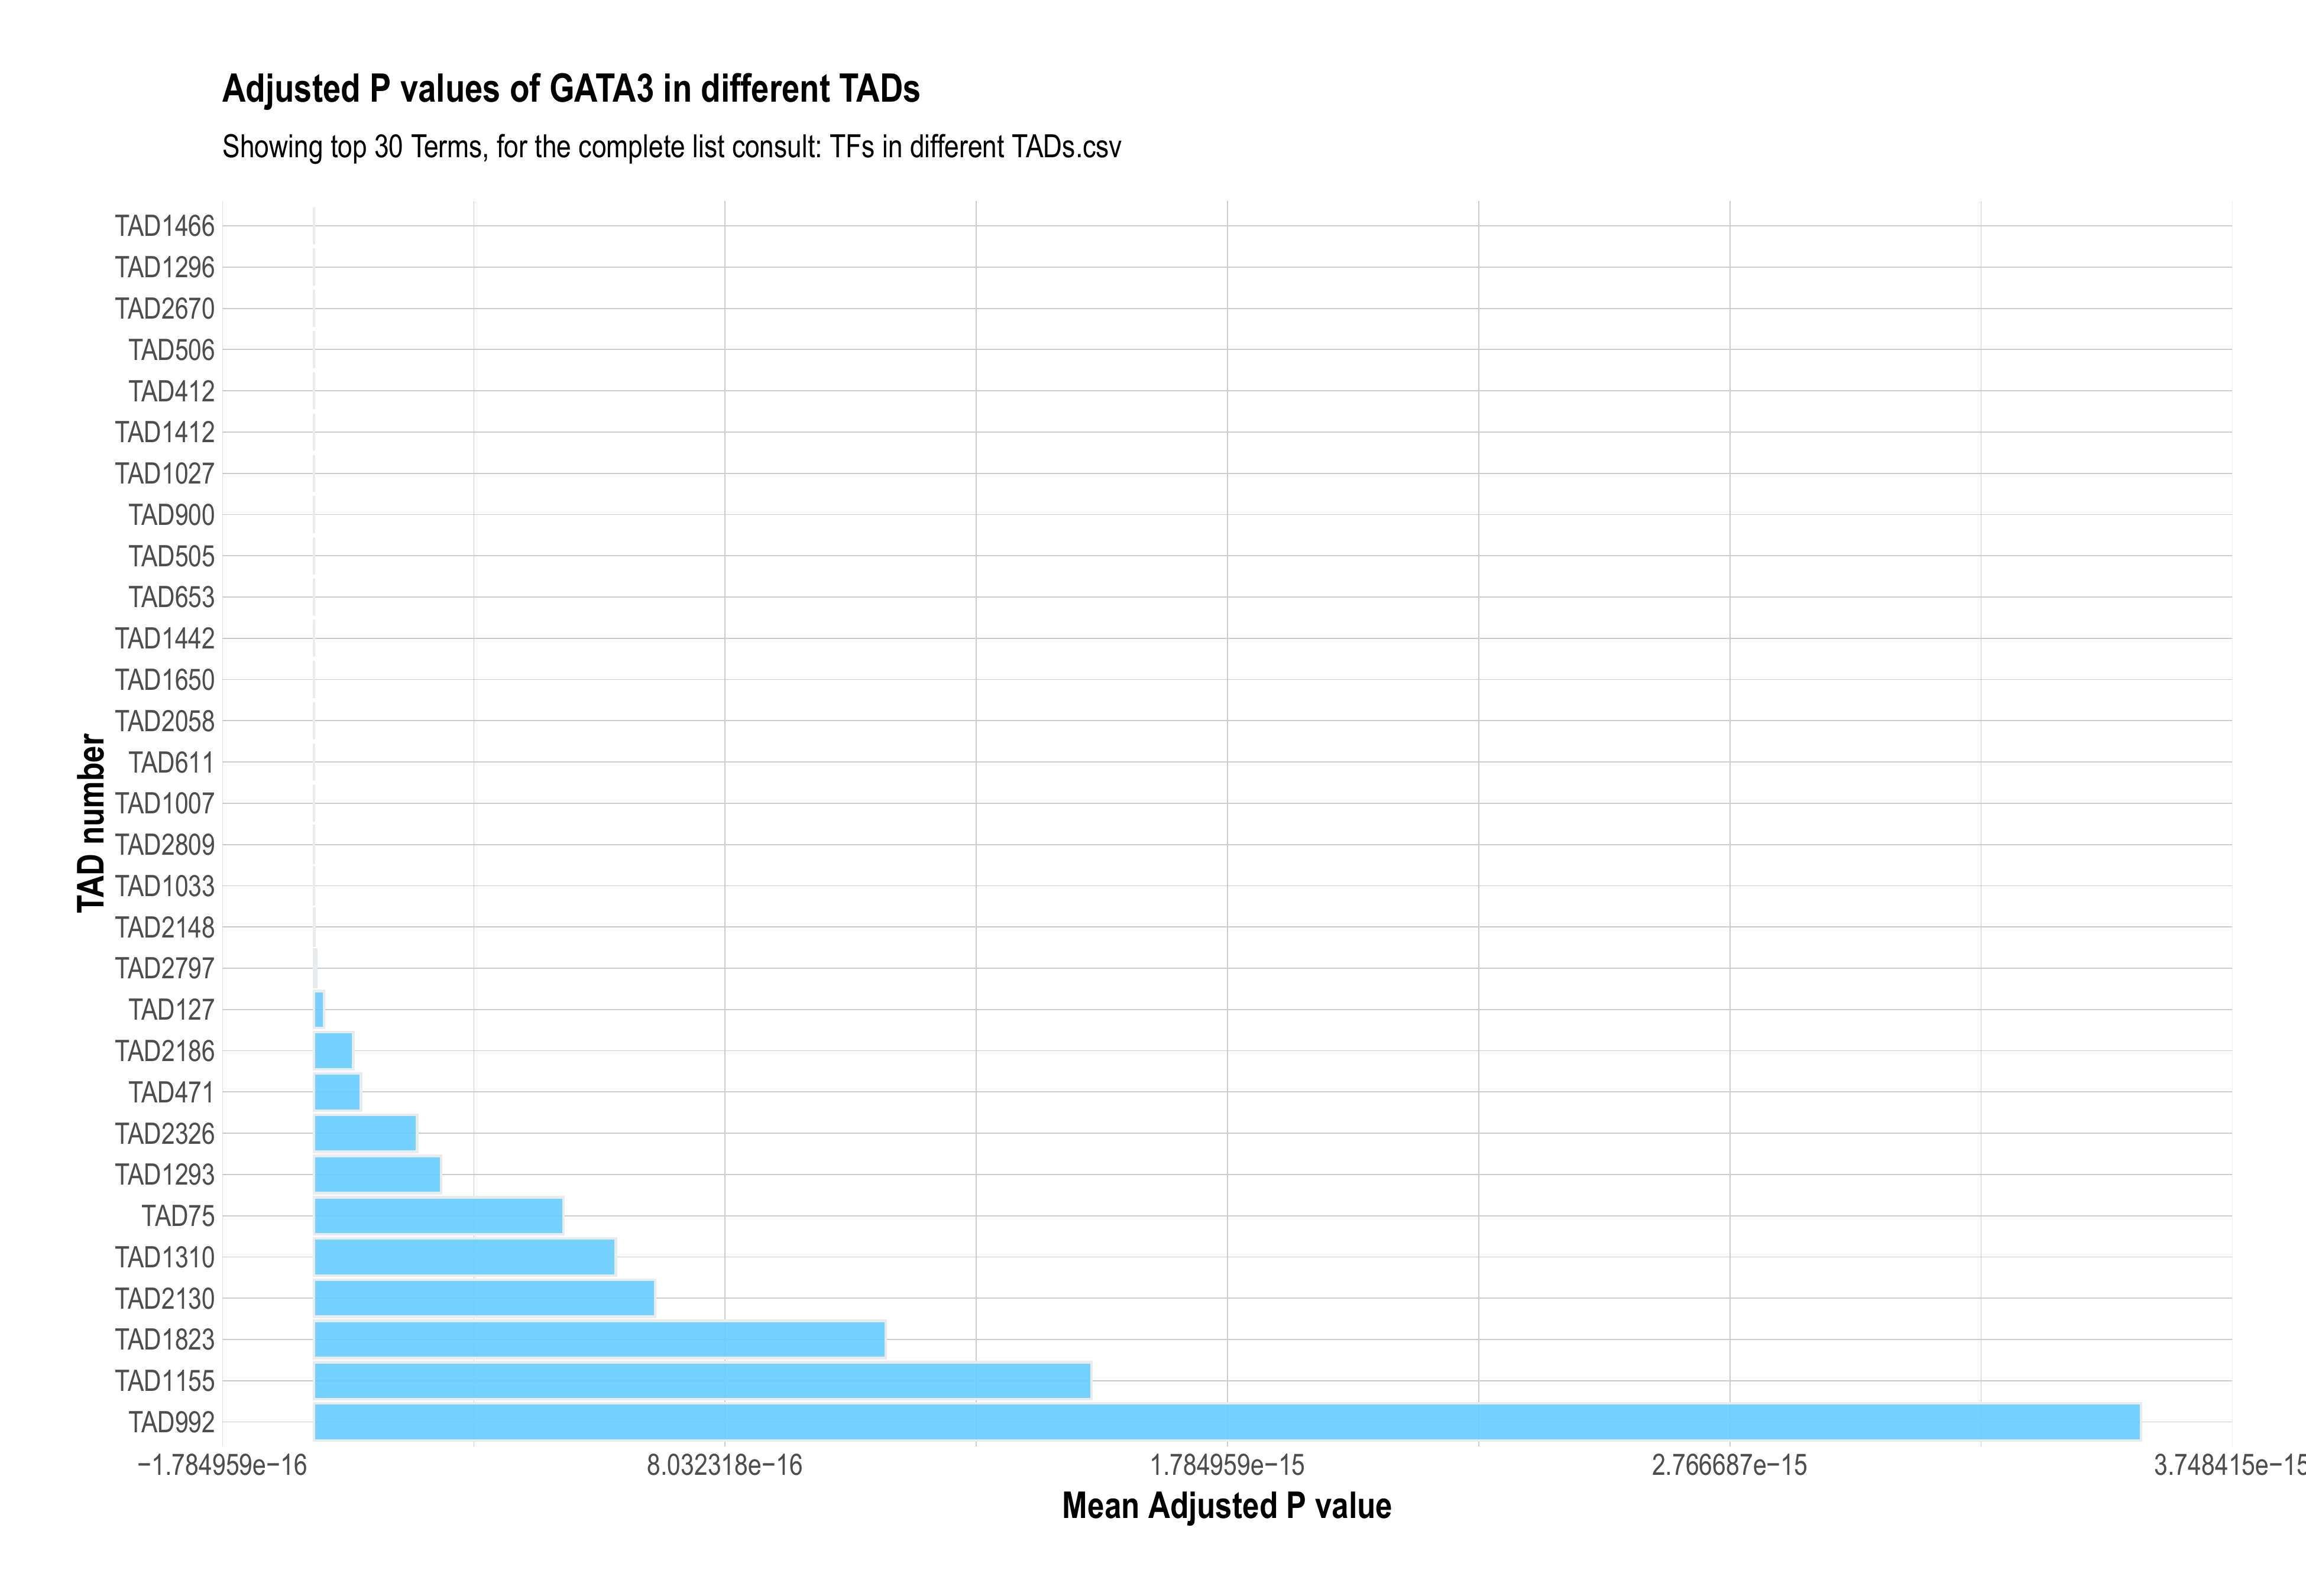 Adjusted P values of GATA3 in different TADs
Showing top 30 Terms, for the complete list consult: TFs in different TADs.csv
TAD1466
TAD1296
TAD2670
TAD506
TAD412
TAD1412
TAD1027
TAD900
TAD505
TAD653
TAD1442
TAD1650
TAD2058
TAD611
TAD1007
TAD2809
TAD1033
TAD2148
TAD2797
TAD127
TAD2186
TAD471
TAD2326
TAD1293
TAD75
TAD1310
TAD2130
TAD1823
TAD1155
TAD992
TAD number
−1.784959e−16 8.032318e−16 1.784959e−15 2.766687e−15 3.748415e−15
Mean Adjusted P value